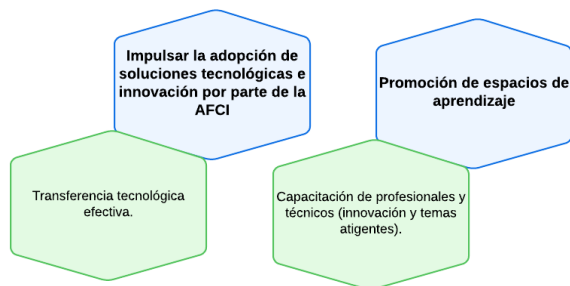 Impulsar la adopción de
soluciones tecnológicas e
innovación por parte de la
AFCI
Transferencia tecnológica
efectiva.
Promoción de espacios de
aprendizaje
Capacitación de profesionales y
técnicos (innovación y temas
atigentes).